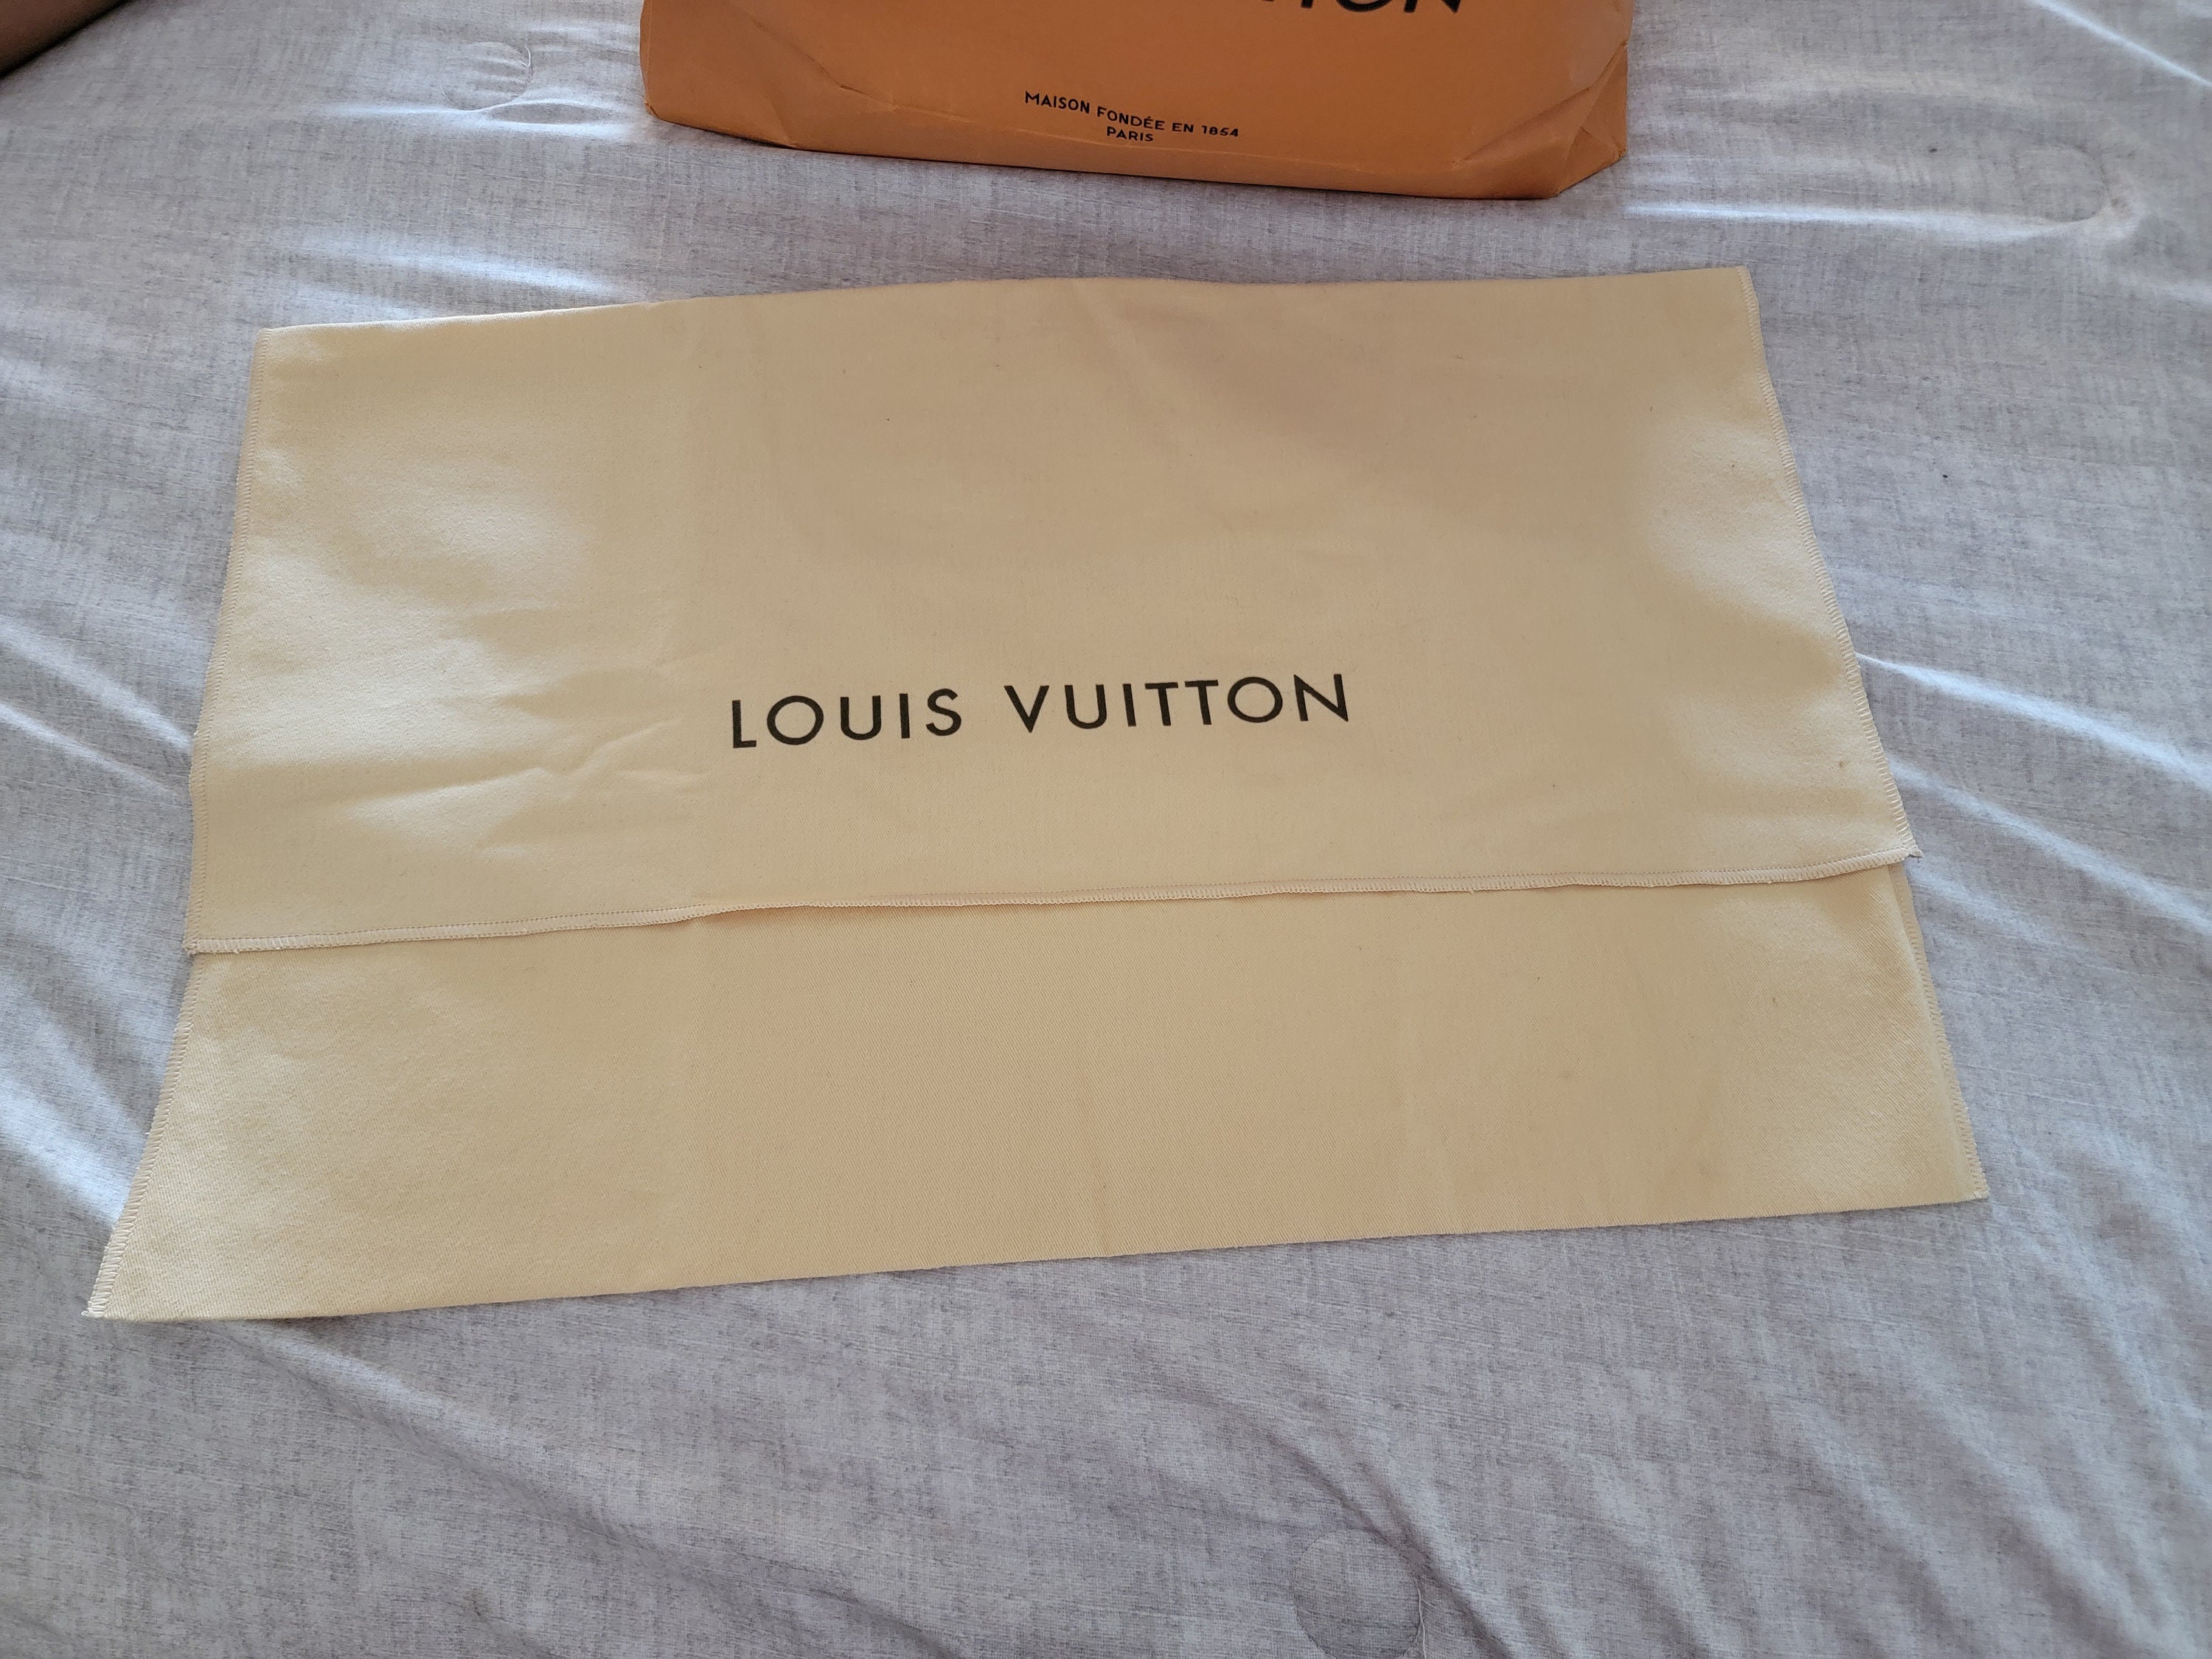 MAISON FONDÉE EN 1854
PARIS
LOUIS VUITTON